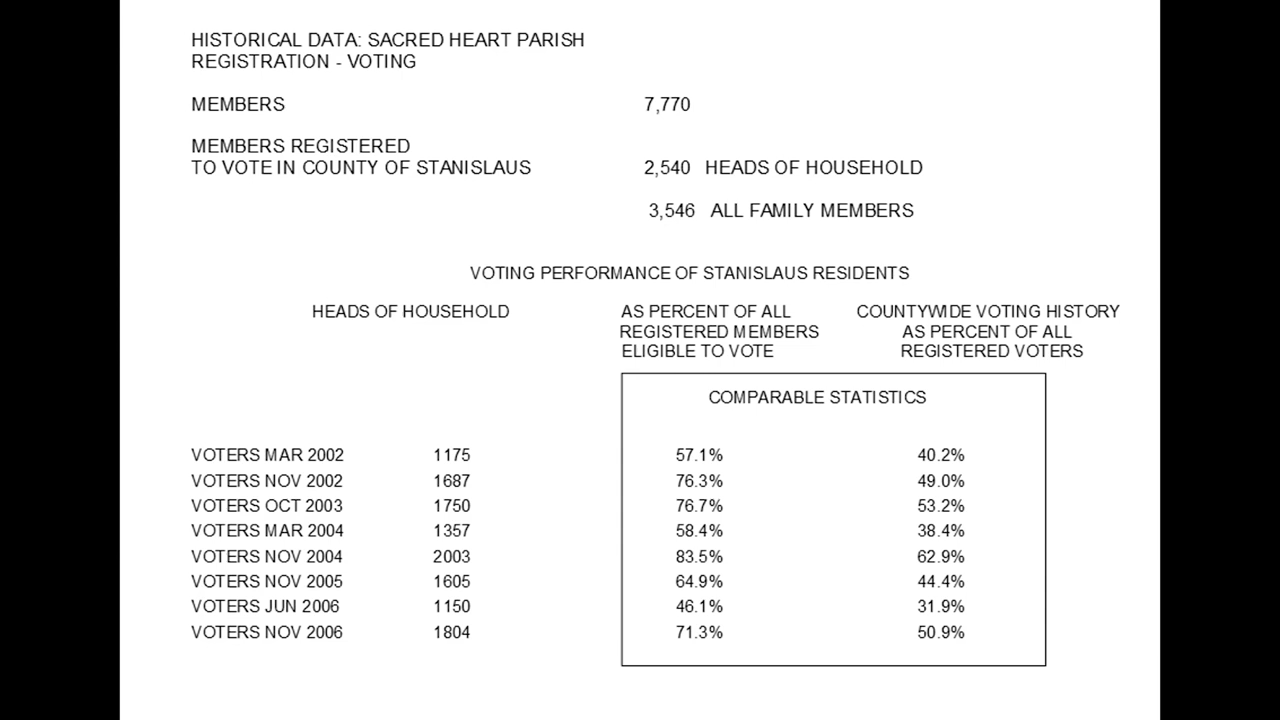 HISTORICAL DATA: SACRED HEART PARISH
REGISTRATION - VOTING
MEMBERS 7,770
MEMBERS REGISTERED
TO VOTE IN COUNTY OF STANISLAUS 2,540 HEADS OF HOUSEHOLD
3,546 ALL FAMILY MEMBERS
VOTING PERFORMANCE OF STANISLAUS RESIDENTS
HEADS OF HOUSEHOLD AS PERCENT OF ALL COUNTYWIDE VOTING HISTORY
REGISTERED MEMBERS AS PERCENT OF ALL
ELIGIBLE TO VOTE REGISTERED VOTERS
COMPARABLE STATISTICS
VOTERS MAR 2002 1175 57.1% 40.2%
VOTERS NOV 2002 1687 76.3% 49.0%
VOTERS OCT 2003 1750 76.7% 53.2%
VOTERS MAR 2004 1357 58.4% 38.4%
VOTERS NOV 2004 2003 83.5% 62.9%
VOTERS NOV 2005 1605 64.9% 44.4%
VOTERS JUN 2006 1150 46.1% 31.9%
VOTERS NOV 2006 1804 71.3% 50.9%